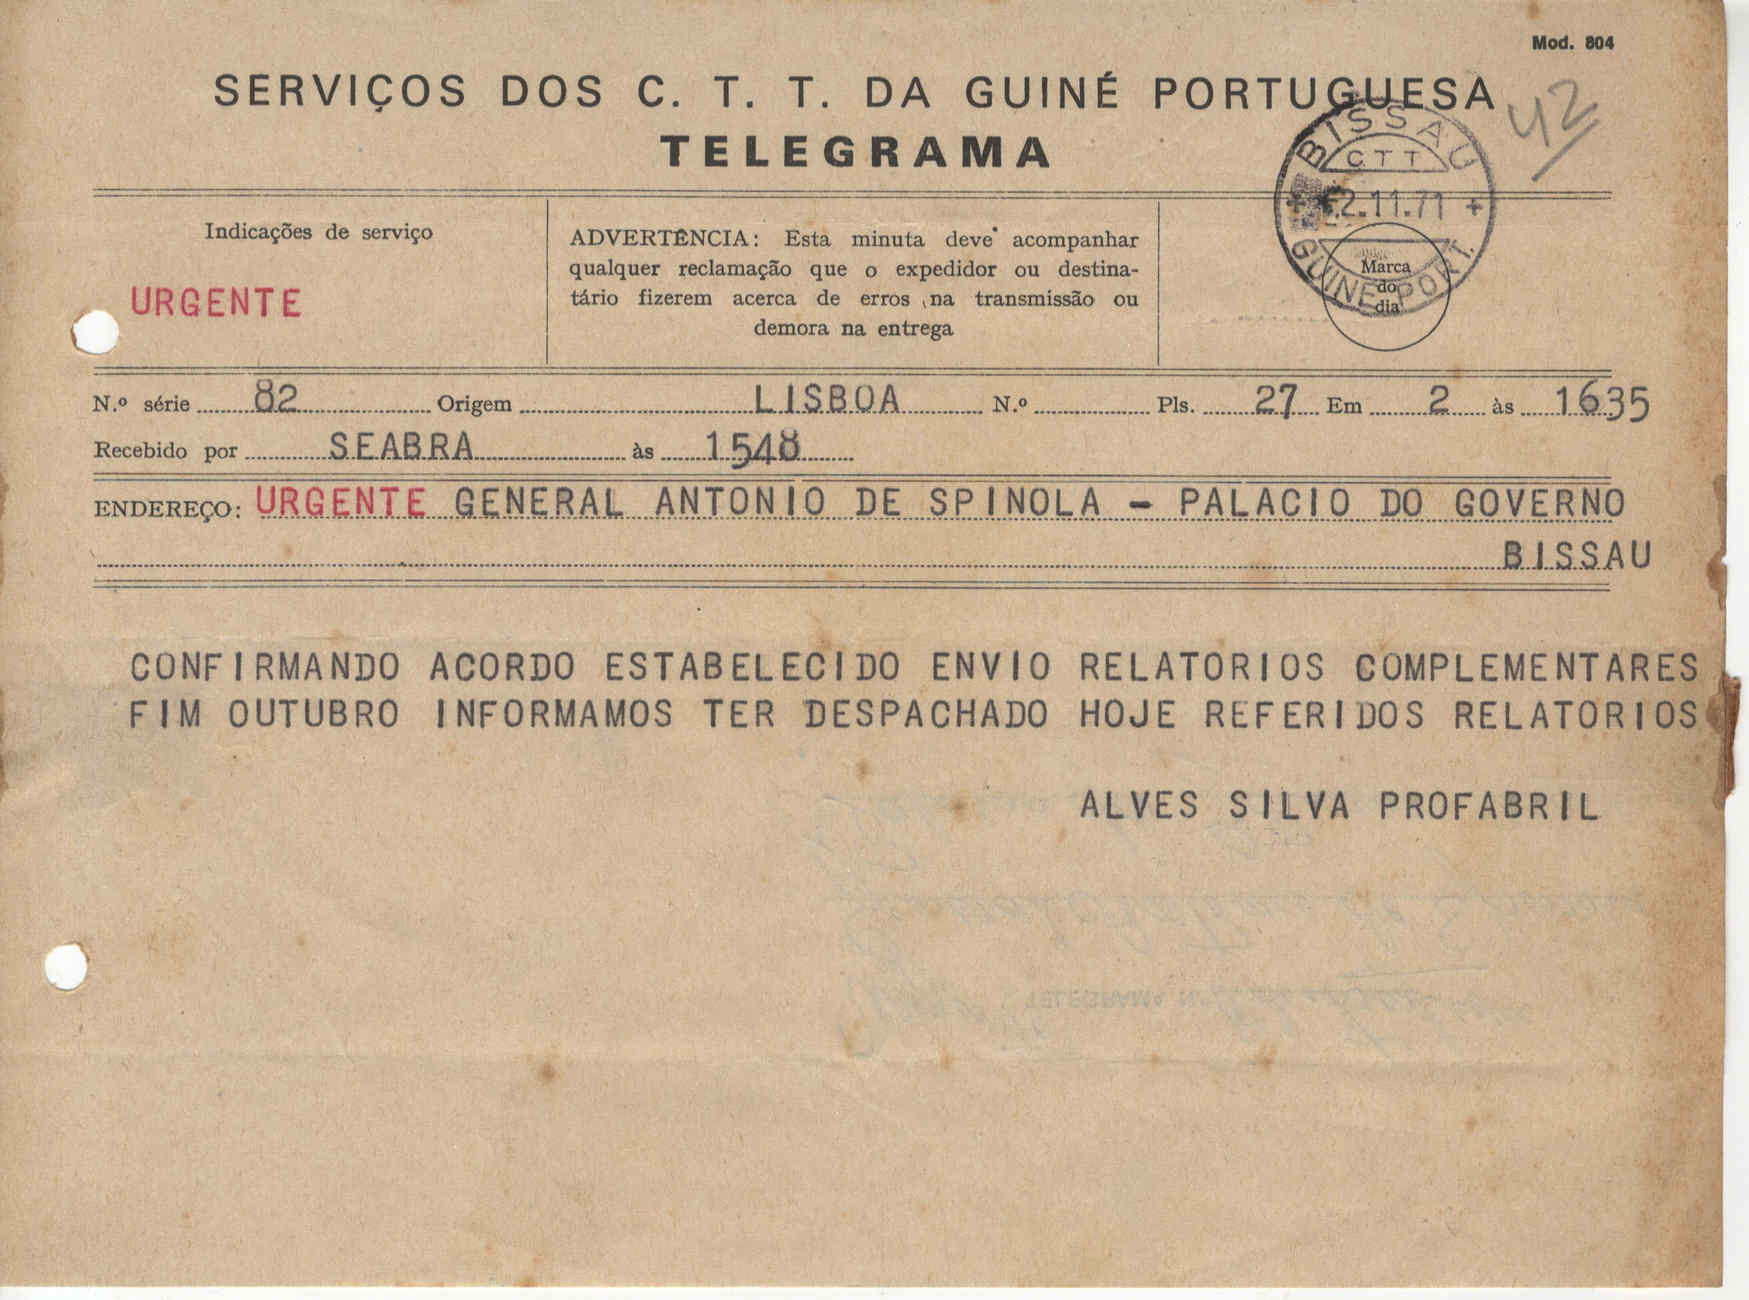 Mod. 804
SERVIÇOS DOS C. T. T. DA GUINÉ PORTUGUESA
42
TELEGRAMA
BISSAU
C T T
2.11.71
GUINÉ PORT.
Indicações de serviço
URGENTE
ADVERTÊNCIA: Esta minuta deve acompanhar
qualquer reclamação que o expedidor ou destina-
tário fizerem acerca de erros na transmissão ou
demora na entrega
Marca
do
dia
N.º série 82 Origem LISBOA N.º Pls. 27 Em 2 às 1635
Recebido por SEABRA às 1548
ENDEREÇO: URGENTE GENERAL ANTONIO DE SPINOLA - PALACIO DO GOVERNO
BISSAU
CONFIRMANDO ACORDO ESTABELECIDO ENVIO RELATORIOS COMPLEMENTARES
FIM OUTUBRO INFORMAMOS TER DESPACHADO HOJE REFERIDOS RELATORIOS
ALVES SILVA PROFABRIL